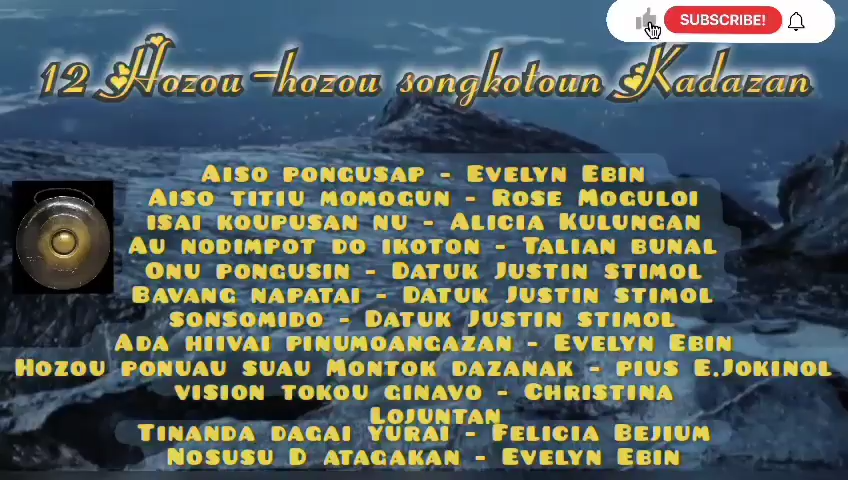 SUBSCRIBE!
12 Hozou-hozou songkotoun Kadazan
Aiso pongusap - Evelyn Ebin
Aiso titiu momogun - Rose Moguloi
isai koupusan nu - Alicia Kulungan
Au nodimpot do ikoton - Talian bunal
Onu pongusin - Datuk Justin stimol
Bavang napatai - Datuk Justin stimol
sonsomido - Datuk Justin stimol
Ada hiivai pinumoangazan - Evelyn Ebin
Hozou ponuau suau Montok dazanak - pius E.Jokinol
vision tokou ginavo - Christina
Lojuntan
Tinanda dagai yurai - Felicia Bejium
Nosusu D atagakan - Evelyn Ebin